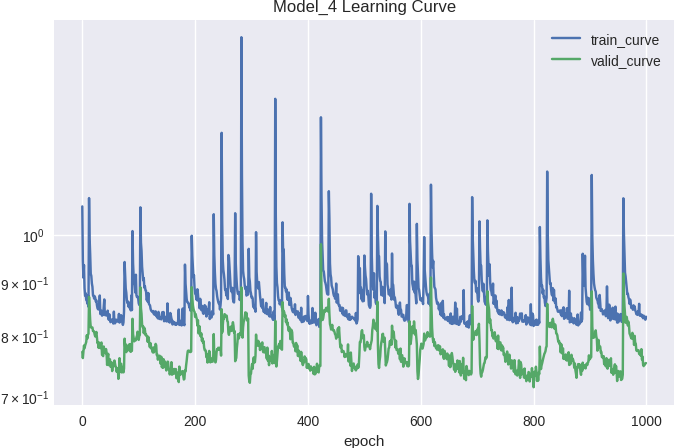 Model_4 Learning Curve
train_curve
valid_curve
10⁰
9 × 10⁻¹
8 × 10⁻¹
7 × 10⁻¹
0 200 400 600 800 1000
epoch